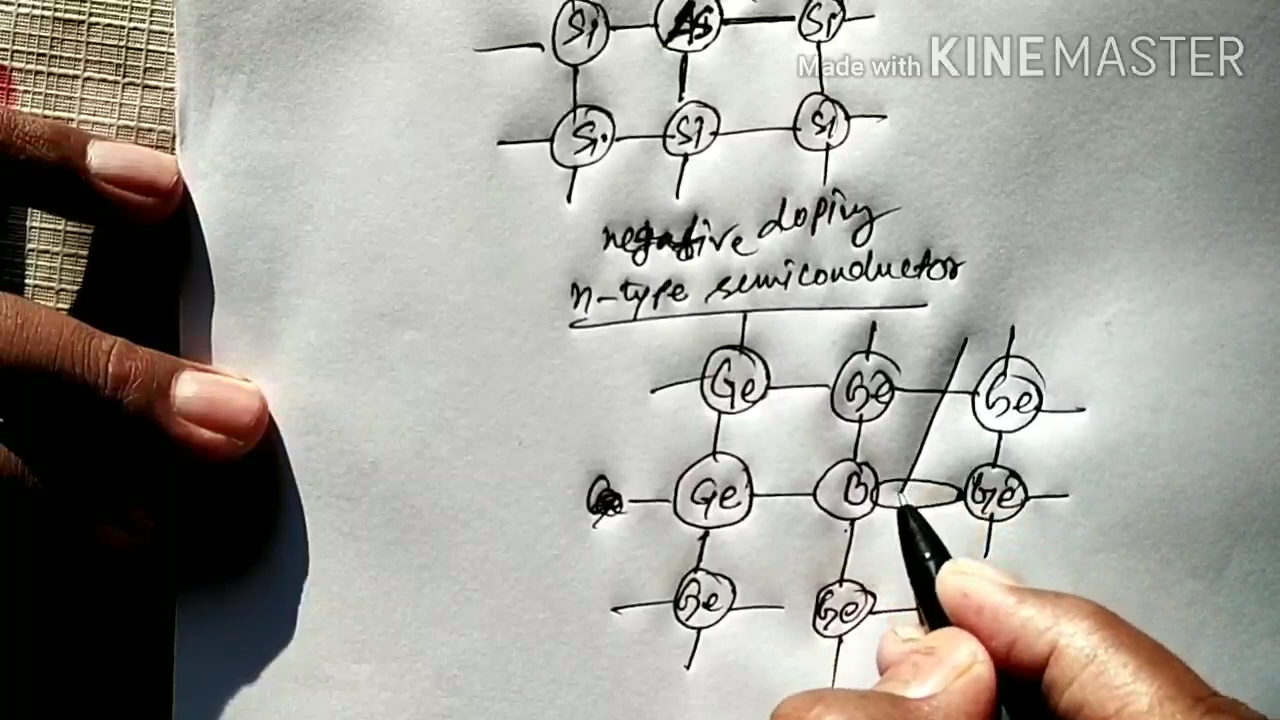 Si As Si
Made with KINEMASTER
Si Si Si
negative doping
n-type semiconductor
Ge Ge Ge
Ge B Ge
Ge Ge